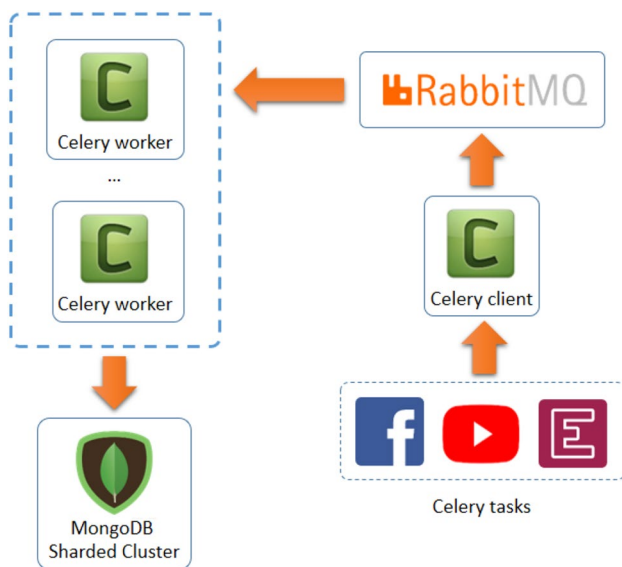 C
Celery worker
...
C
Celery worker
RabbitMQ
C
Celery client
f
E
Celery tasks
MongoDB
Sharded Cluster